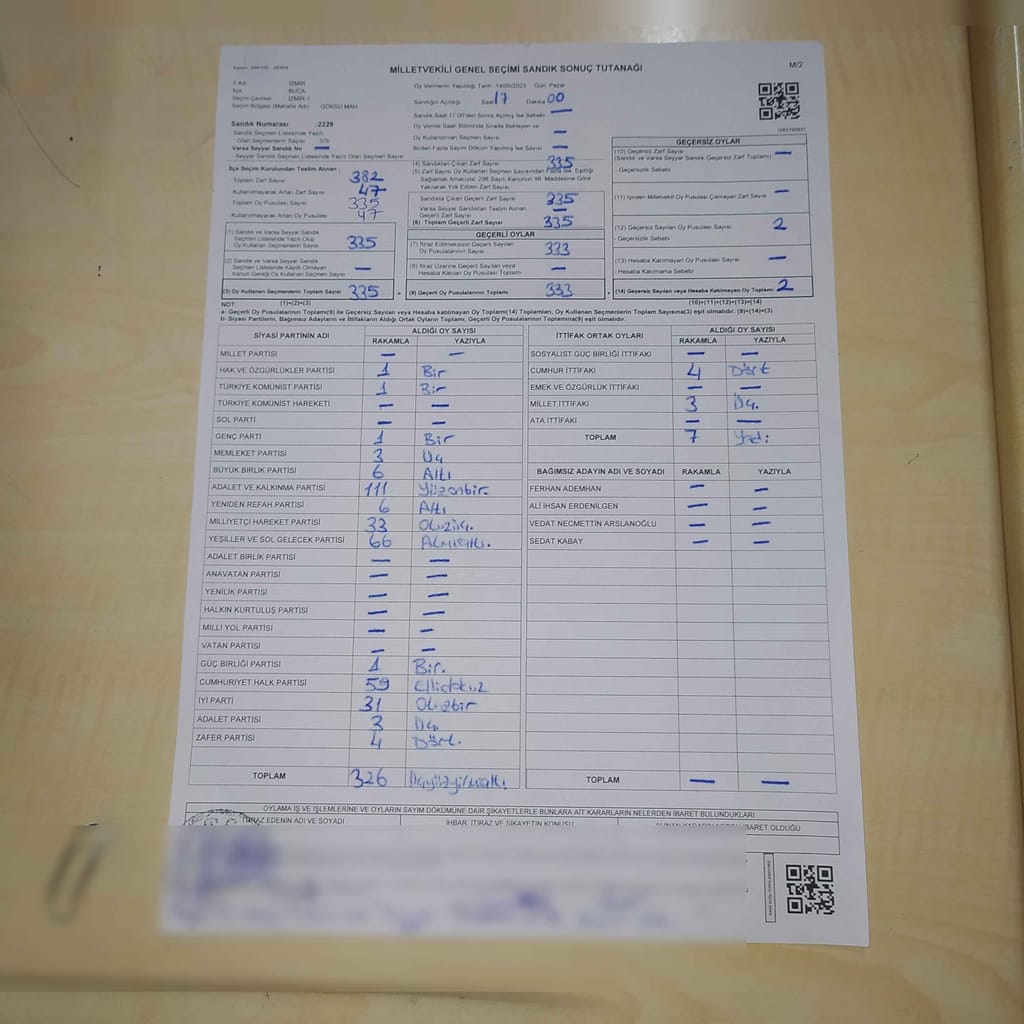 MİLLETVEKİLİ GENEL SEÇİMİ SANDIK SONUÇ TUTANAĞI
M/2
İl Adı : İZMİR
İlçe : BUCA
Seçim Çevresi : İZMİR-I
Seçim Bölgesi (Mahalle Adı) : GÖKSU MAH
Sandık Numarası : 2229
Sandık Seçmen Listesinde Yazılı
Olan Seçmenlerin Sayısı : 378
Varsa Seyyar Sandık No —
- Seyyar Sandık Seçmen Listesinde Yazılı Olan Seçmen Sayısı
İlçe Seçim Kurulundan Teslim Alınan :
- Toplam Zarf Sayısı 382
- Kullanılmayarak Artan Zarf Sayısı 47
- Toplam Oy Pusulası Sayısı 335
- Kullanılmayarak Artan Oy Pusulası 47
(1) Sandık ve Varsa Seyyar Sandık
Seçmen Listesinde Yazılı Olup
Oy Kullanan Seçmenlerin Sayısı 335
(2) Sandık ve Varsa Seyyar Sandık
Seçmen Listesinde Kayıtlı Olmayan
Kanun Gereği Oy Kullanan Seçmen Sayısı —
(3) Oy Kullanan Seçmenlerin Toplam Sayısı 335
(1)+(2)=(3)
Oy Vermenin Yapıldığı Tarih 14/05/2023 Gün Pazar
Sandığın Açıldığı Saat 17 Dakika 00
Sandık Saat 17.00'den Sonra Açılmış İse Sebebi —
Oy Verme Saati Bitiminde Sırada Bekleyen ve
Oy Kullandırılan Seçmen Sayısı —
Birden Fazla Sayım Döküm Yapılmış İse Sayısı —
(4) Sandıktan Çıkan Zarf Sayısı 335
(5) Zarf Sayısı Oy Kullanan Seçmen Sayısından Fazla İse, Eşitliği
Sağlamak Amacıyla, 298 Sayılı Kanunun 98. Maddesine Göre
Yakılarak Yok Edilen Zarf Sayısı
Sandıkta Çıkan Geçerli Zarf Sayısı 335
Varsa Seyyar Sandıktan Teslim Alınan
Geçerli Zarf Sayısı —
(6) Toplam Geçerli Zarf Sayısı 335
GEÇERLİ OYLAR
(7) İtiraz Edilmeksizin Geçerli Sayılan
Oy Pusulalarının Sayısı 333
(8) İtiraz Üzerine Geçerli Sayılan veya
Hesaba Katılan Oy Pusulası Toplamı —
(9) Geçerli Oy Pusulalarının Toplamı 333
GEÇERSİZ OYLAR
(10) Geçersiz Zarf Sayısı —
(Sandık ve Varsa Seyyar Sandık Geçersiz Zarf Toplamı)
- Geçersizlik Sebebi
(11) İçinden Milletvekili Oy Pusulası Çıkmayan Zarf Sayısı —
(12) Geçersiz Sayılan Oy Pusulası Sayısı 2
- Geçersizlik Sebebi
(13) Hesaba Katılmayan Oy Pusulası Sayısı —
- Hesaba Katılmama Sebebi
(14) Geçersiz Sayılan veya Hesaba Katılmayan Oy Toplamı 2
(10)+(11)+(12)+(13)=(14)
NOT:
a- Geçerli Oy Pusulalarının Toplamı(9) ile Geçersiz Sayılan veya Hesaba Katılmayan Oy Toplamı(14) Toplamları, Oy Kullanan Seçmenlerin Toplam Sayısına(3) eşit olmalıdır. (9)+(14)=(3)
b- Siyasi Partilerin, Bağımsız Adayların ve İttifakların Aldığı Ortak Oyların Toplamı, Geçerli Oy Pusulalarının Toplamına(9) eşit olmalıdır.
SİYASİ PARTİNİN ADI ALDIĞI OY SAYISI
RAKAMLA YAZIYLA
MİLLET PARTİSİ — —
HAK VE ÖZGÜRLÜKLER PARTİSİ 1 Bir
TÜRKİYE KOMÜNİST PARTİSİ 1 Bir
TÜRKİYE KOMÜNİST HAREKETİ — —
SOL PARTİ — —
GENÇ PARTİ 1 Bir
MEMLEKET PARTİSİ 3 Üç
BÜYÜK BİRLİK PARTİSİ 6 Altı
ADALET VE KALKINMA PARTİSİ 111 Yüzonbir.
YENİDEN REFAH PARTİSİ 6 Altı
MİLLİYETÇİ HAREKET PARTİSİ 33 Otuzüç.
YEŞİLLER VE SOL GELECEK PARTİSİ 66 Altmışaltı.
ADALET BİRLİK PARTİSİ — —
ANAVATAN PARTİSİ — —
YENİLİK PARTİSİ — —
HALKIN KURTULUŞ PARTİSİ — —
MİLLİ YOL PARTİSİ — —
VATAN PARTİSİ — —
GÜÇ BİRLİĞİ PARTİSİ 1 Bir.
CUMHURİYET HALK PARTİSİ 59 Ellidokuz
İYİ PARTİ 31 Otuzbir
ADALET PARTİSİ 3 Üç
ZAFER PARTİSİ 4 Dört.
TOPLAM 326 Üçyüzyirmialtı.
İTTİFAK ORTAK OYLARI ALDIĞI OY SAYISI
RAKAMLA YAZIYLA
SOSYALİST GÜÇ BİRLİĞİ İTTİFAKI — —
CUMHUR İTTİFAKI 4 Dört
EMEK VE ÖZGÜRLÜK İTTİFAKI — —
MİLLET İTTİFAKI 3 Üç.
ATA İTTİFAKI — —
TOPLAM 7 Yedi
BAĞIMSIZ ADAYIN ADI VE SOYADI RAKAMLA YAZIYLA
FERHAN ADEMHAN — —
ALİ İHSAN ERDENİLGEN — —
VEDAT NECMETTİN ARSLANOĞLU — —
SEDAT KABAY — —
TOPLAM — —
OYLAMA İŞ VE İŞLEMLERİNE VE OYLARIN SAYIM DÖKÜMÜNE DAİR ŞİKAYETLERLE BUNLARA AİT KARARLARIN NELERDEN İBARET BULUNDUKLARI
İTİRAZ EDENİN ADI VE SOYADI İHBAR, İTİRAZ VE ŞİKAYETİN KONUSU İBARET OLDUĞU